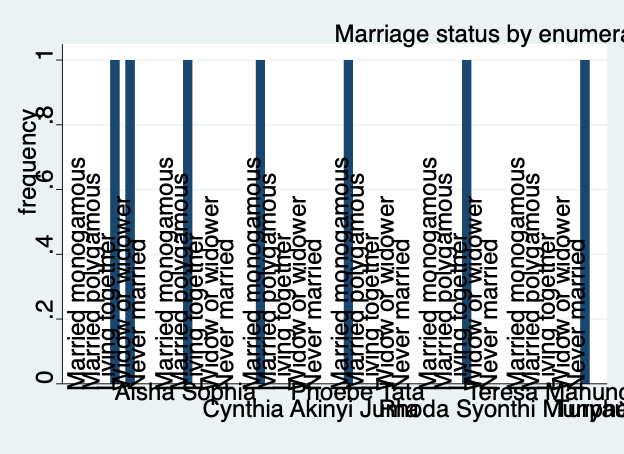 Marriage status by enumera
frequency
1
.8
.6
.4
.2
0
Married monogamous
Married polygamous
Living together
Widow or widower
Never married
Married monogamous
Married polygamous
Living together
Widow or widower
Never married
Married polygamous
Living together
Widow or widower
Never married
Married monogamous
Married polygamous
Living together
Widow or widower
Never married
Married monogamous
Living together
Widow or widower
Never married
Married monogamous
Married polygamous
Living together
Widow or widower
Never married
Aisha Sophia
Phoebe Tata
Teresa Manung
Cynthia Akinyi Juma
Rhoda Syonthi